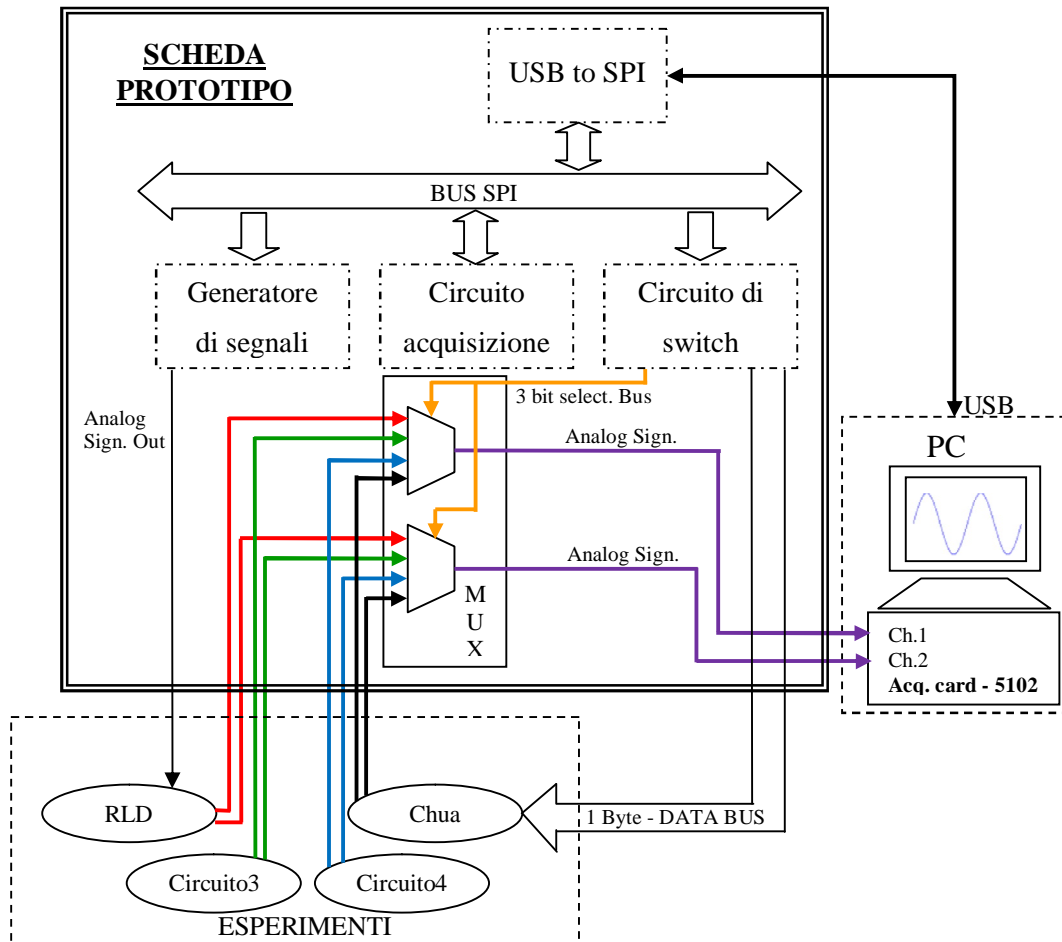 SCHEDA
PROTOTIPO
USB to SPI
BUS SPI
Generatore
di segnali
Circuito
acquisizione
Circuito di
switch
Analog
Sign. Out
3 bit select. Bus
Analog Sign.
Analog Sign.
M
U
X
USB
PC
Ch.1
Ch.2
Acq. card - 5102
RLD
Chua
1 Byte - DATA BUS
Circuito3
Circuito4
ESPERIMENTI